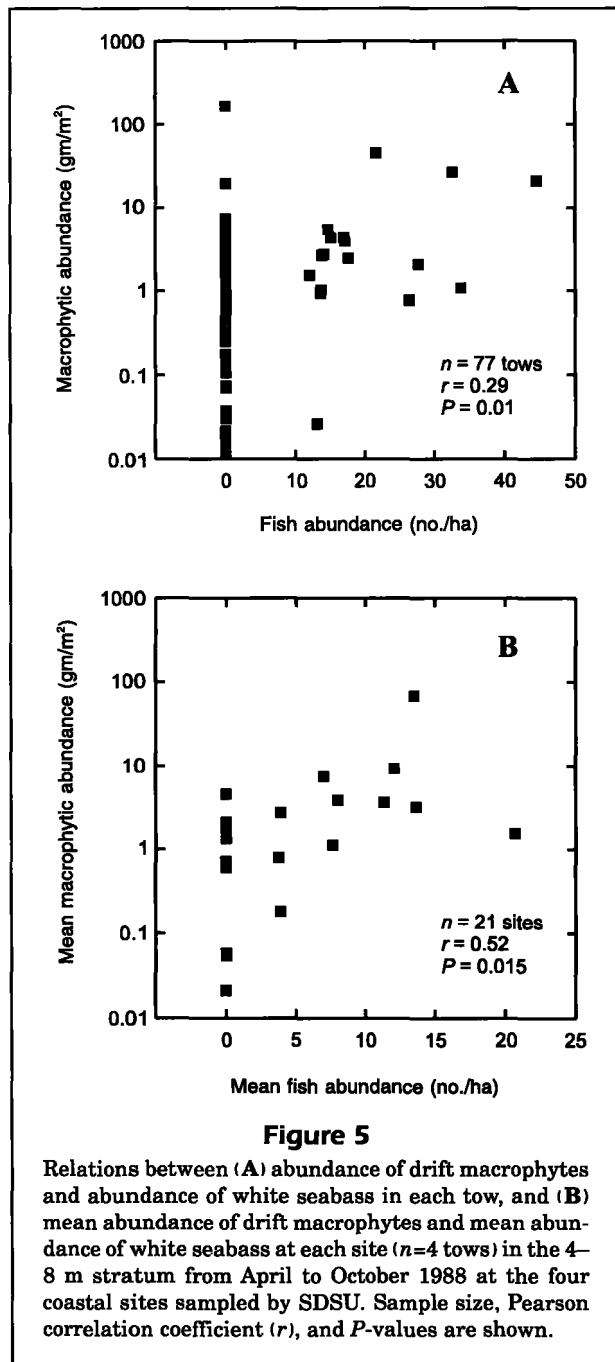 1000
100
10
1
0.1
0.01
Macrophytic abundance (gm/m²)
A
n = 77 tows
r = 0.29
P = 0.01
0 10 20 30 40 50
Fish abundance (no./ha)
1000
100
10
1
0.1
0.01
Mean macrophytic abundance (gm/m²)
B
n = 21 sites
r = 0.52
P = 0.015
0 5 10 15 20 25
Mean fish abundance (no./ha)
Figure 5
Relations between (A) abundance of drift macrophytes
and abundance of white seabass in each tow, and (B)
mean abundance of drift macrophytes and mean abun-
dance of white seabass at each site (n=4 tows) in the 4–
8 m stratum from April to October 1988 at the four
coastal sites sampled by SDSU. Sample size, Pearson
correlation coefficient (r), and P-values are shown.